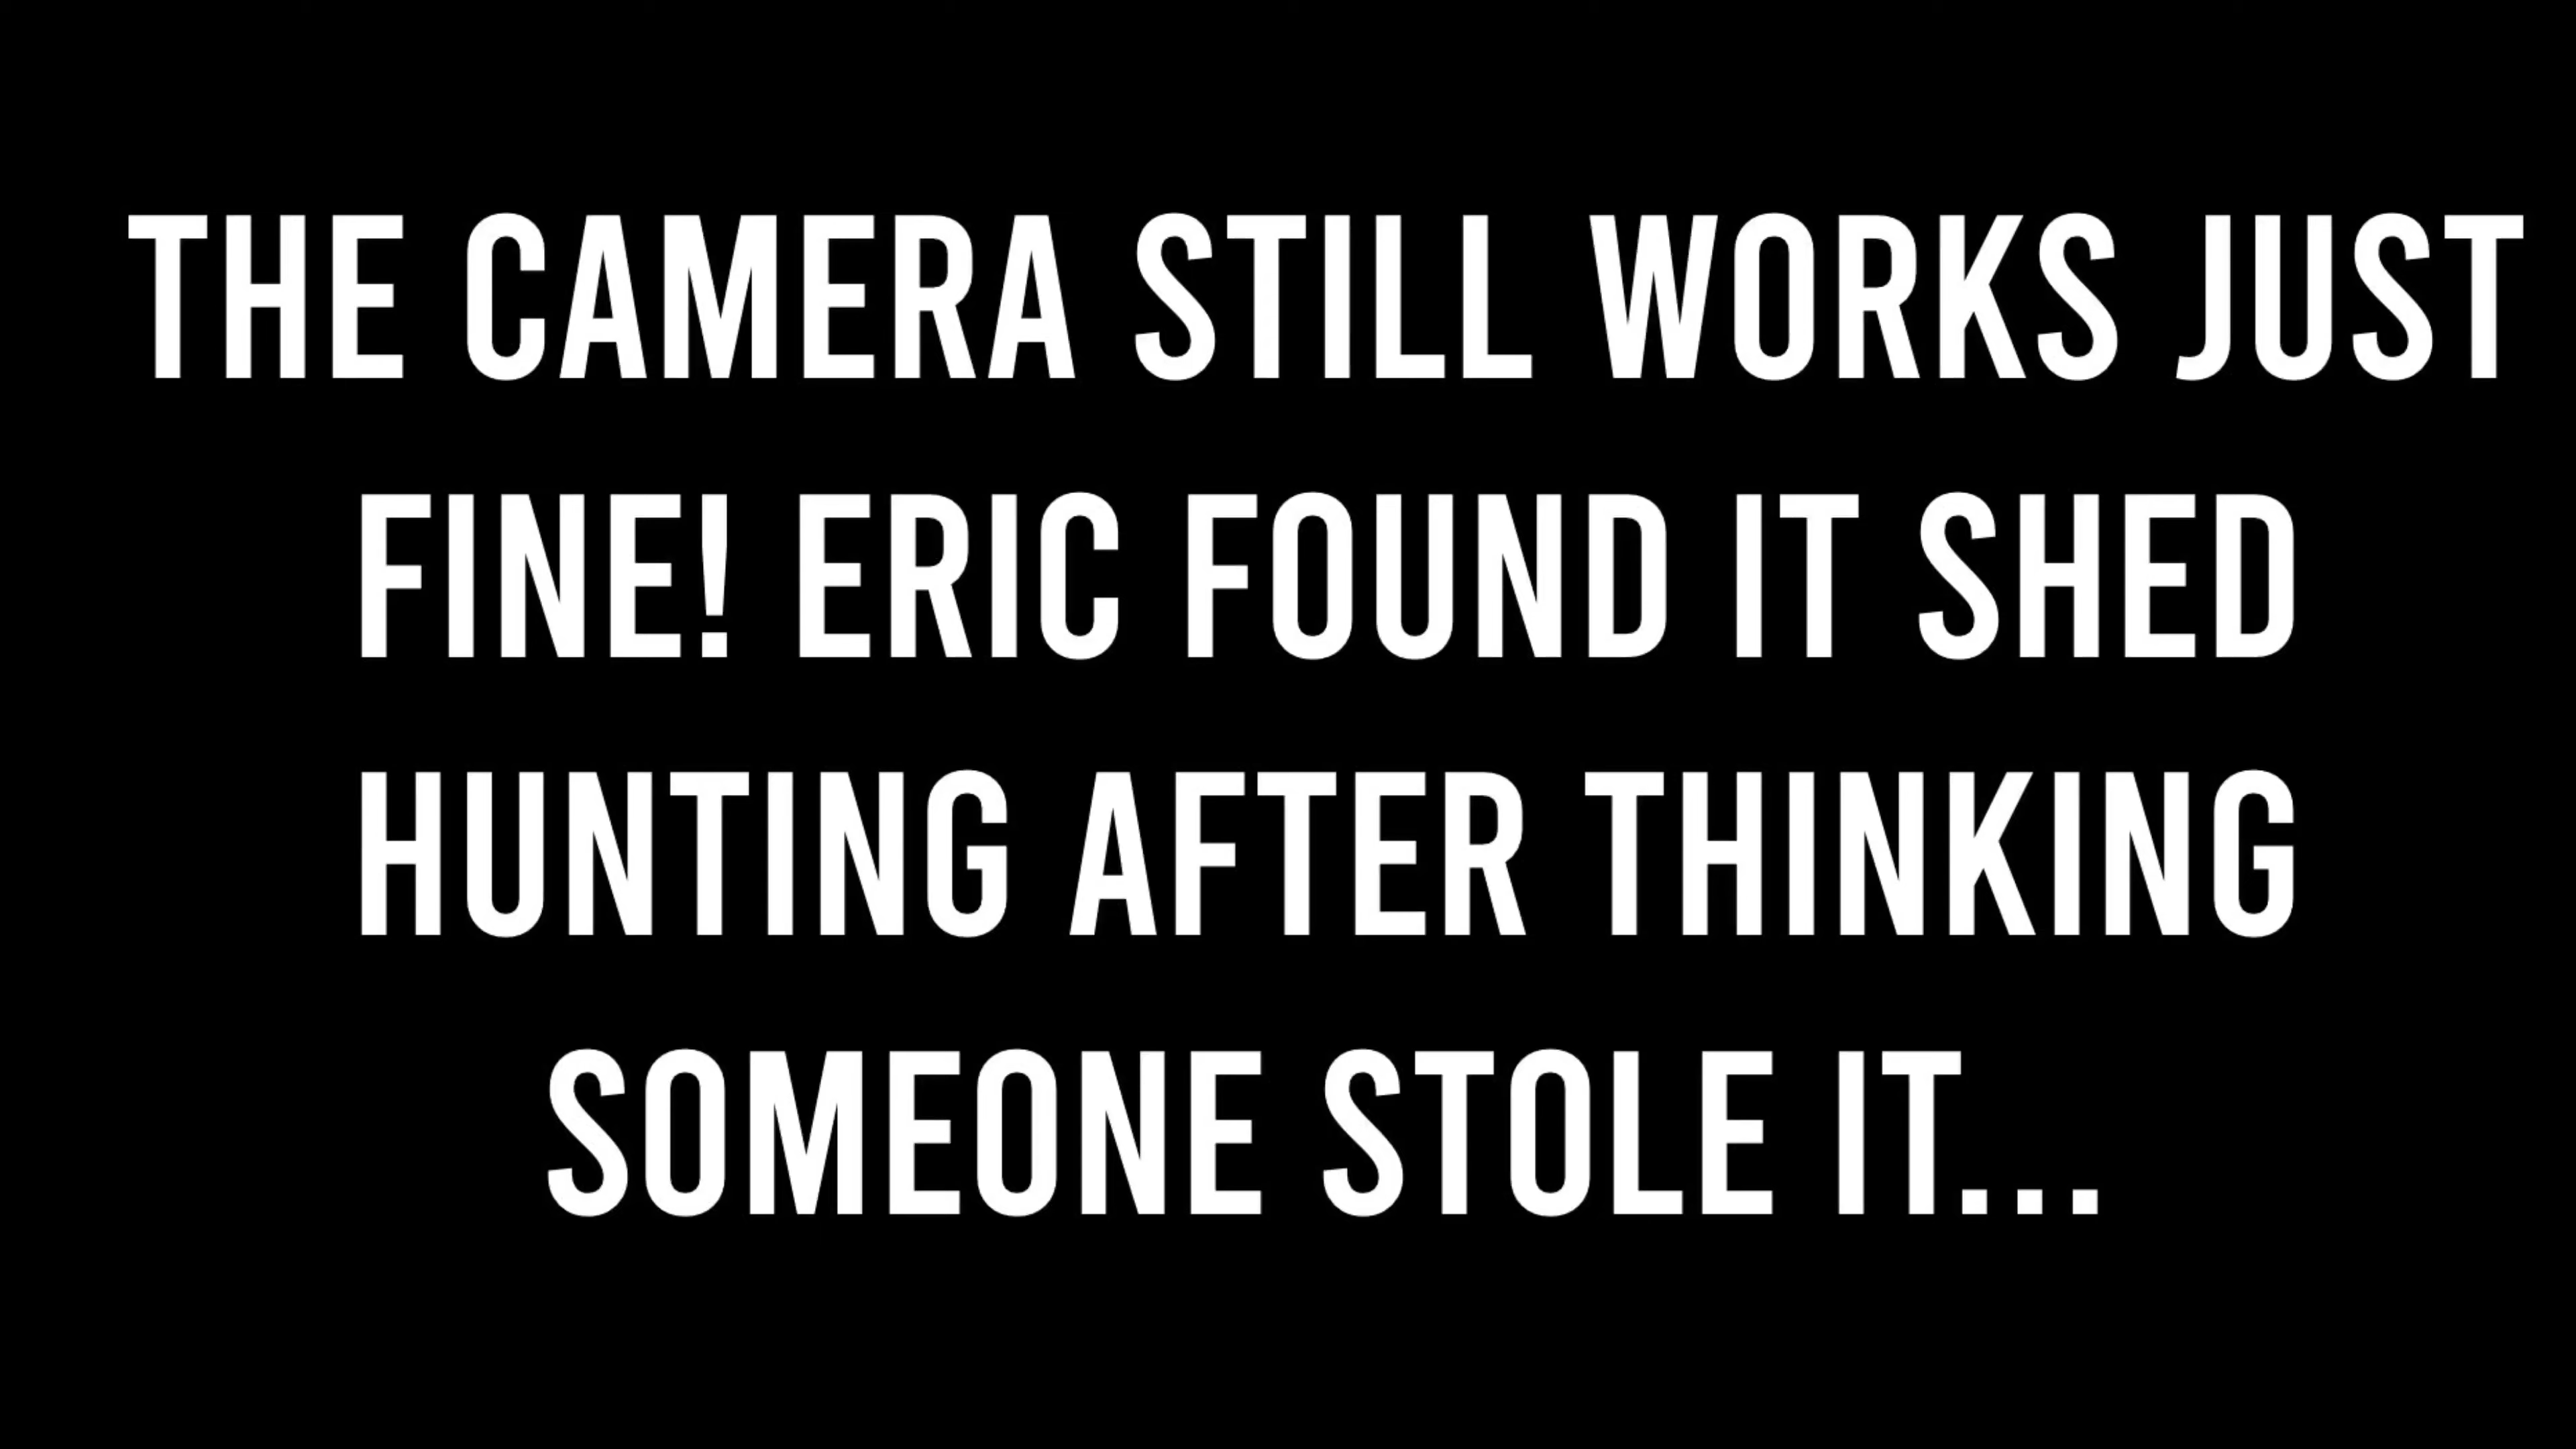 THE CAMERA STILL WORKS JUST
FINE! ERIC FOUND IT SHED
HUNTING AFTER THINKING
SOMEONE STOLE IT...